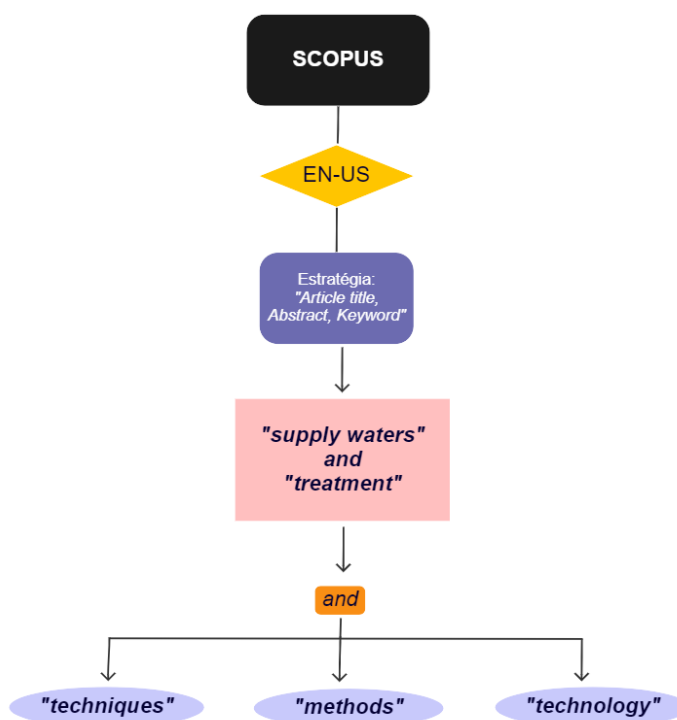 SCOPUS
EN-US
Estratégia:
"Article title,
Abstract, Keyword"
"supply waters"
and
"treatment"
and
"techniques"
"methods"
"technology"